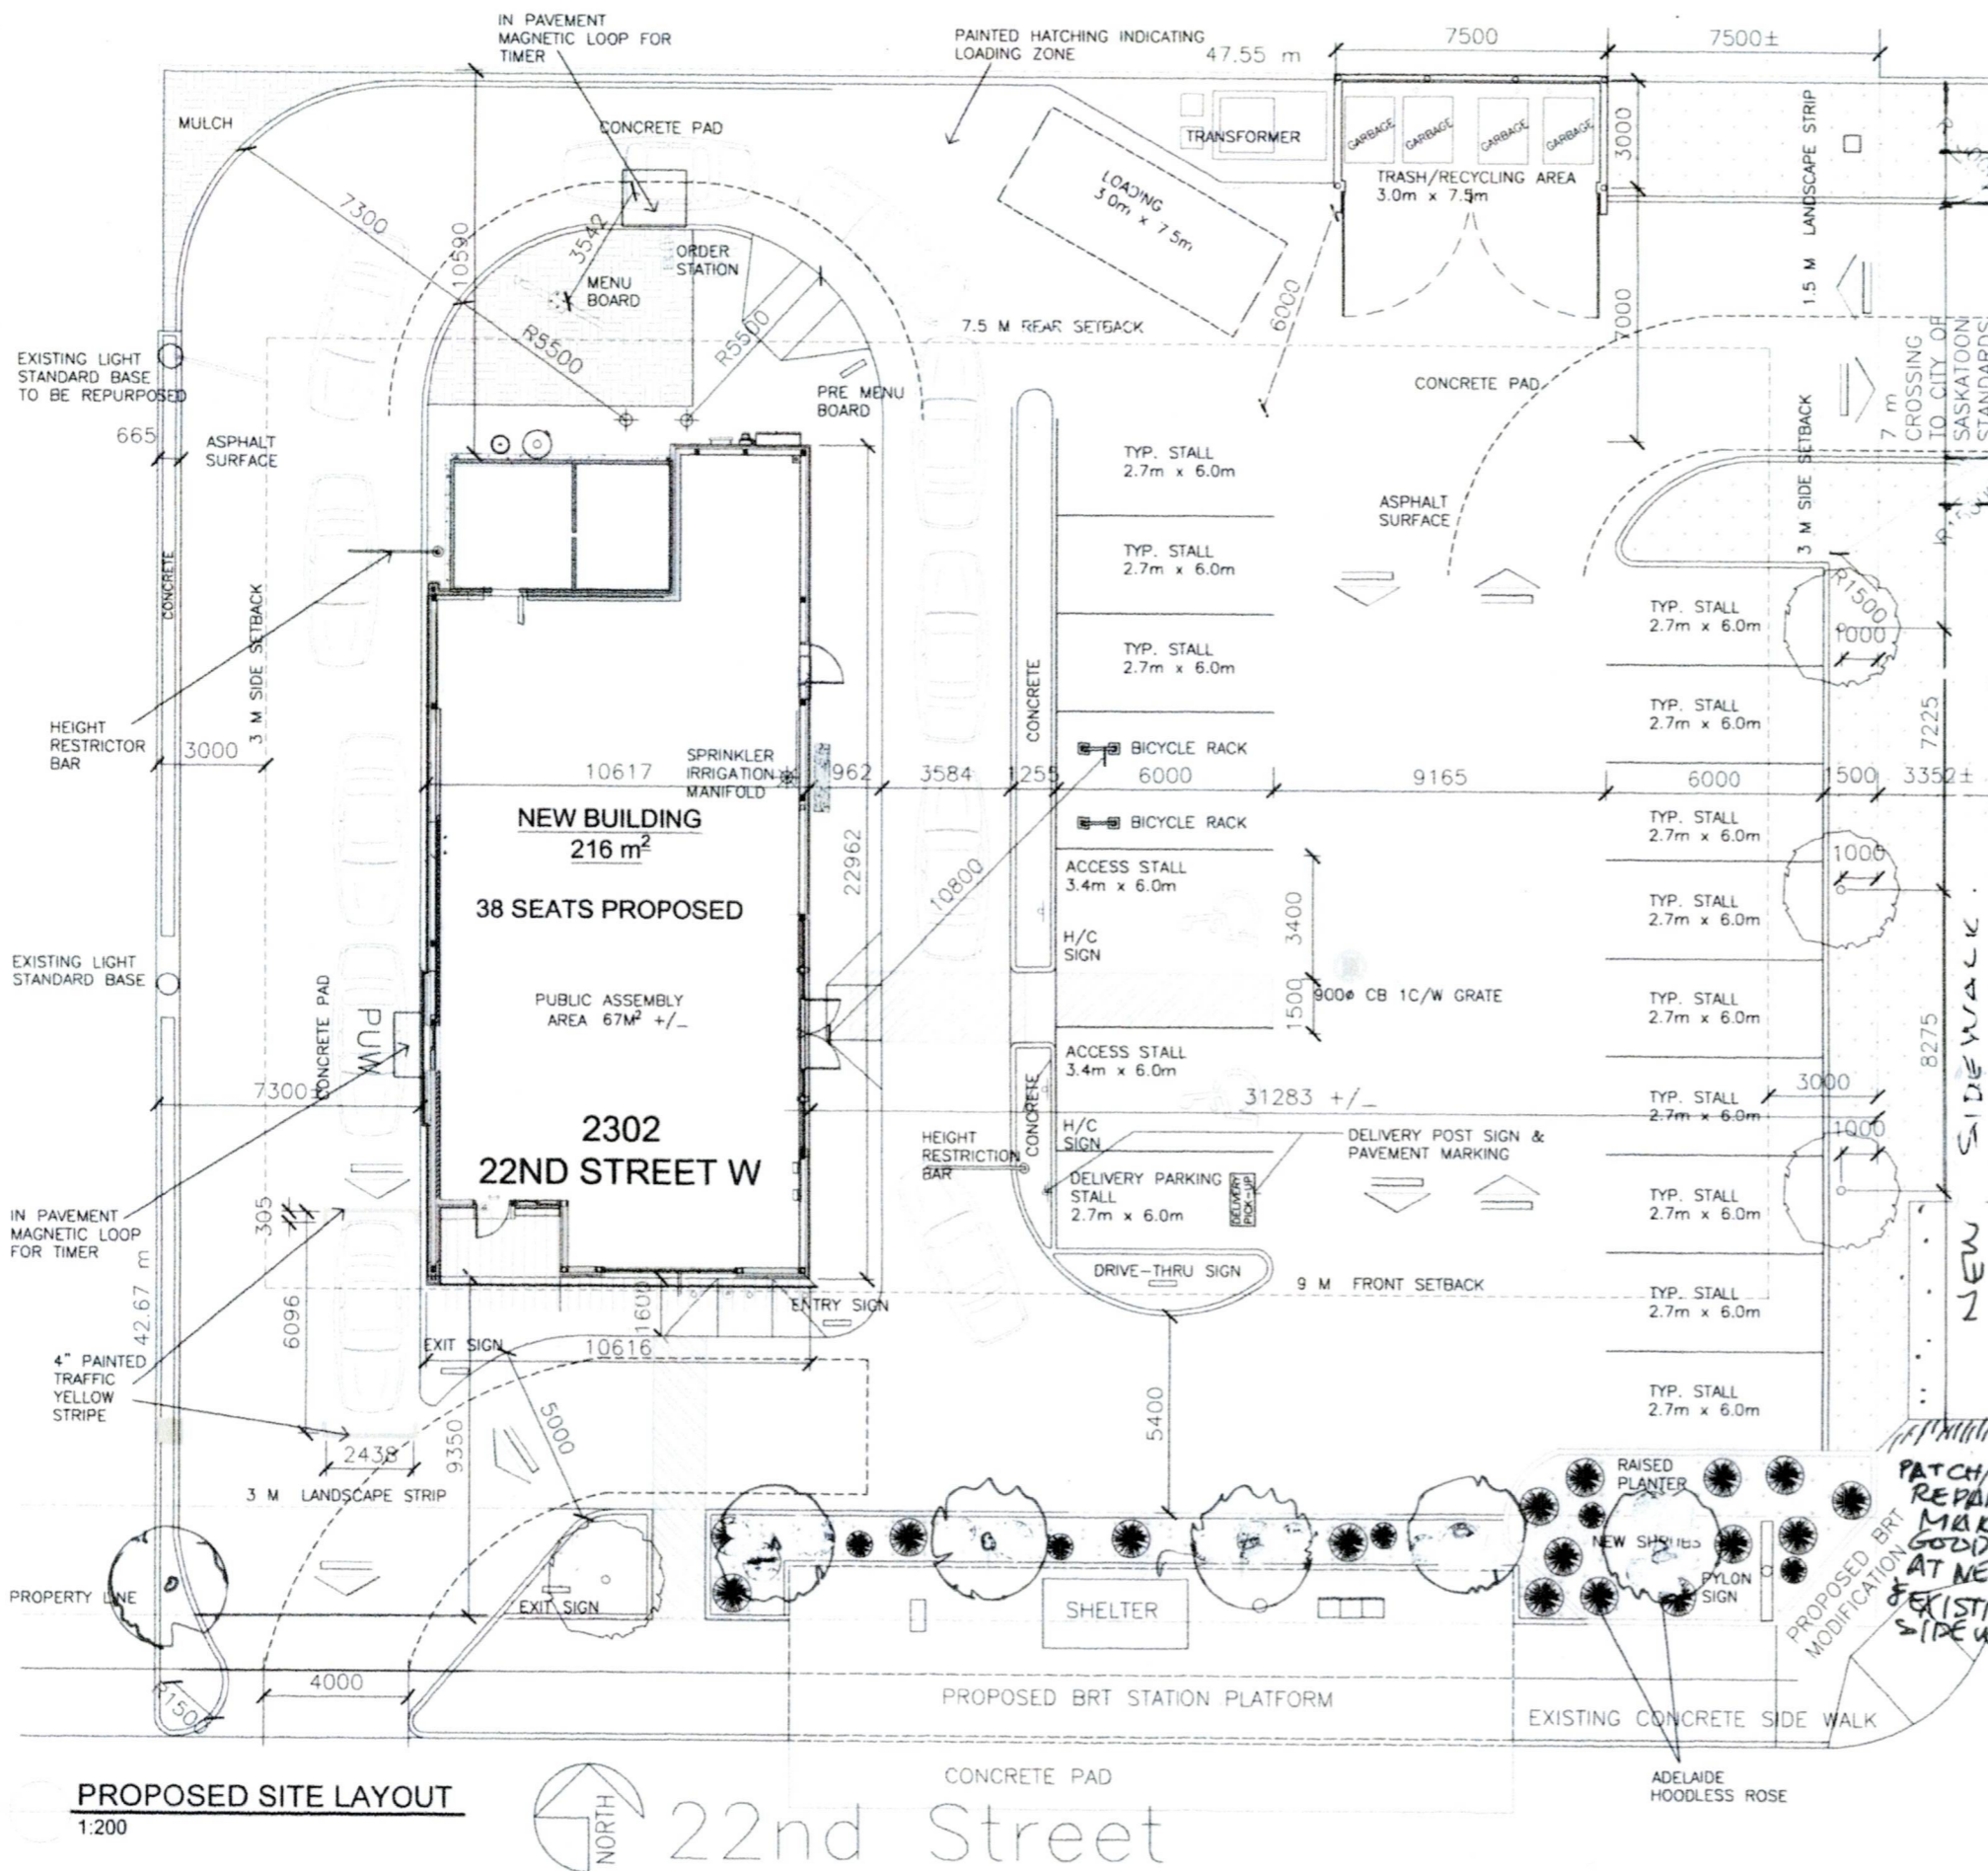 IN PAVEMENT
MAGNETIC LOOP FOR
TIMER
PAINTED HATCHING INDICATING
LOADING ZONE
47.55 m
7500
7500±
MULCH
CONCRETE PAD
TRANSFORMER
GARBAGE
GARBAGE
GARBAGE
GARBAGE
3000
TRASH/RECYCLING AREA
3.0m x 7.5m
LOADING
3.0m x 7.5m
1.5 M LANDSCAPE STRIP
7300
10590
3542
ORDER
STATION
MENU
BOARD
R5500
R5500
6000
7000
7.5 M REAR SETBACK
EXISTING LIGHT
STANDARD BASE
TO BE REPURPOSED
PRE MENU
BOARD
CONCRETE PAD
7 m
CROSSING
TO CITY OF
SASKATOON
STANDARDS
665
ASPHALT
SURFACE
TYP. STALL
2.7m x 6.0m
3 M SIDE SETBACK
ASPHALT
SURFACE
TYP. STALL
2.7m x 6.0m
CONCRETE
3 M SIDE SETBACK
TYP. STALL
2.7m x 6.0m
R1500
1000
TYP. STALL
2.7m x 6.0m
CONCRETE
HEIGHT
RESTRICTOR
BAR
3000
TYP. STALL
2.7m x 6.0m
7225
SPRINKLER
IRRIGATION
MANIFOLD
BICYCLE RACK
10617
962
3584
1255
6000
9165
6000
1500
3352±
NEW BUILDING
216 m²
BICYCLE RACK
TYP. STALL
2.7m x 6.0m
1000
22962
10800
ACCESS STALL
3.4m x 6.0m
38 SEATS PROPOSED
TYP. STALL
2.7m x 6.0m
3400
H/C
SIGN
EXISTING LIGHT
STANDARD BASE
CONCRETE PAD
PUW
PUBLIC ASSEMBLY
AREA 67M² +/_
1500
900ø CB 1C/W GRATE
TYP. STALL
2.7m x 6.0m
8275
NEW SIDEWALK.
ACCESS STALL
3.4m x 6.0m
7300±
CONCRETE
31283 +/_
3000
TYP. STALL
2.7m x 6.0m
1000
2302
22ND STREET W
H/C
SIGN
HEIGHT
RESTRICTION
BAR
DELIVERY POST SIGN &
PAVEMENT MARKING
DELIVERY PARKING
STALL
2.7m x 6.0m
DELIVERY
PICK-UP
TYP. STALL
2.7m x 6.0m
IN PAVEMENT
MAGNETIC LOOP
FOR TIMER
305
DRIVE-THRU SIGN
9 M FRONT SETBACK
TYP. STALL
2.7m x 6.0m
42.67 m
6096
1600
ENTRY SIGN
EXIT SIGN
10616
4" PAINTED
TRAFFIC
YELLOW
STRIPE
TYP. STALL
2.7m x 6.0m
5000
5400
9350
2438
3 M LANDSCAPE STRIP
RAISED
PLANTER
NEW SHRUBS
PYLON
SIGN
PROPOSED BRT
MODIFICATION
GOOD
AT NE
& EXIST
SIDE W
PROPERTY LINE
EXIT SIGN
SHELTER
4000
R1500
PROPOSED BRT STATION PLATFORM
EXISTING CONCRETE SIDE WALK
CONCRETE PAD
ADELAIDE
HOODLESS ROSE
PROPOSED SITE LAYOUT
1:200
NORTH
22nd Street